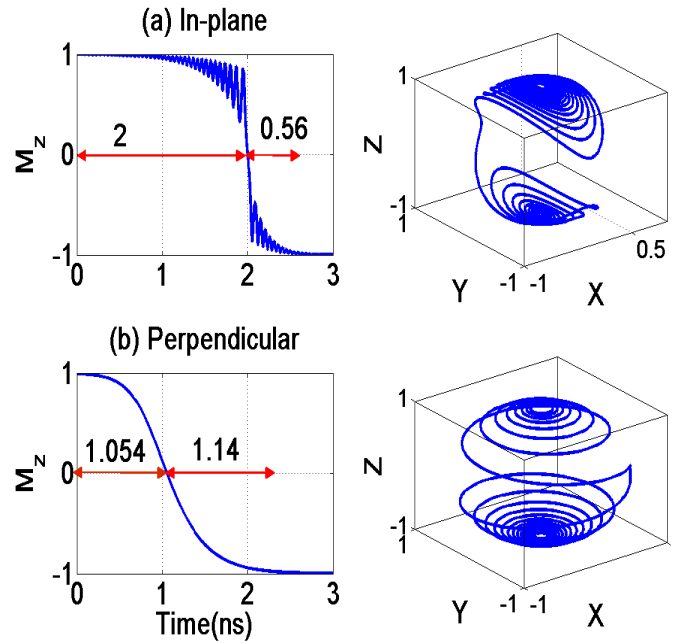 (a) In-plane
1
M_z
0
-1
2
0.56
0 1 2 3
1
Z
-1
1
Y
-1 -1
X
0.5
(b) Perpendicular
1
M_z
0
-1
1.054
1.14
0 1 2 3
Time(ns)
1
Z
-1
1
Y
-1 -1
X